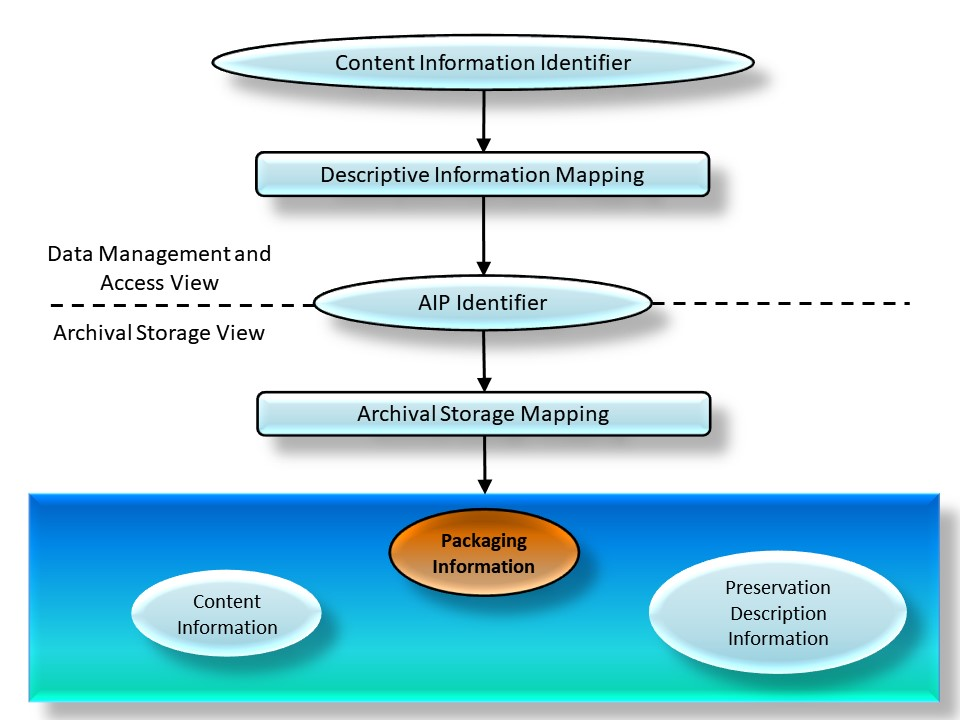 Content Information Identifier
Descriptive Information Mapping
Data Management and
Access View
AIP Identifier
Archival Storage View
Archival Storage Mapping
Packaging
Information
Content
Information
Preservation
Description
Information